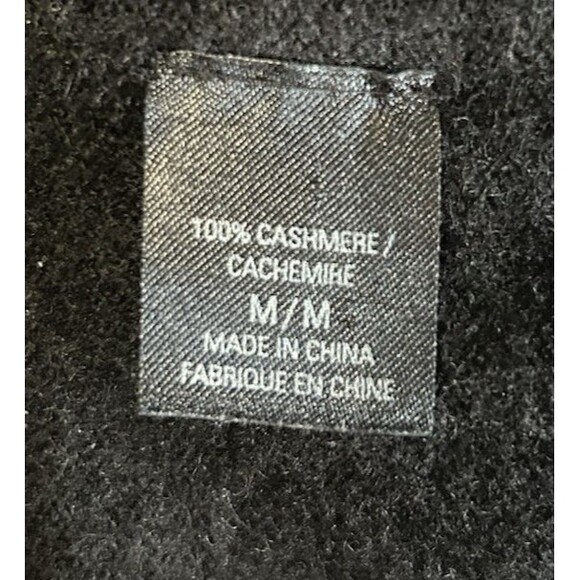 100% CASHMERE /
CACHEMIRE
M/M
MADE IN CHINA
FABRIQUE EN CHINE